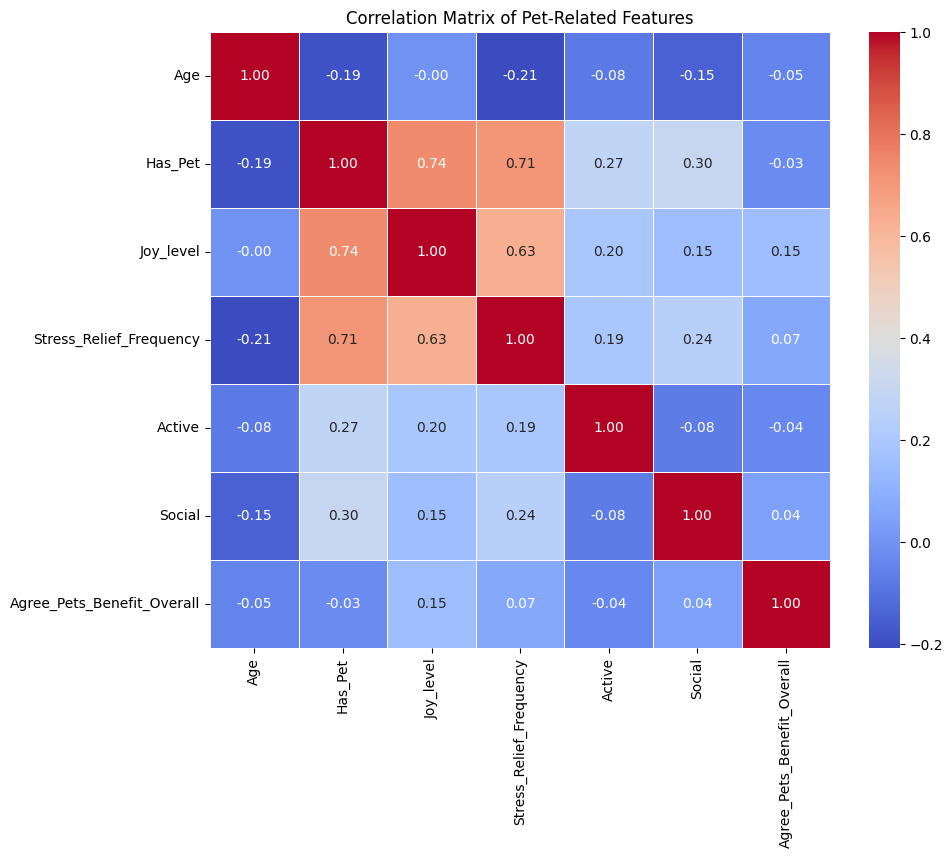 Correlation Matrix of Pet-Related Features
Age 1.00 -0.19 -0.00 -0.21 -0.08 -0.15 -0.05
Has_Pet -0.19 1.00 0.74 0.71 0.27 0.30 -0.03
Joy_level -0.00 0.74 1.00 0.63 0.20 0.15 0.15
Stress_Relief_Frequency -0.21 0.71 0.63 1.00 0.19 0.24 0.07
Active -0.08 0.27 0.20 0.19 1.00 -0.08 -0.04
Social -0.15 0.30 0.15 0.24 -0.08 1.00 0.04
Agree_Pets_Benefit_Overall -0.05 -0.03 0.15 0.07 -0.04 0.04 1.00
Age
Has_Pet
Joy_level
Stress_Relief_Frequency
Active
Social
Agree_Pets_Benefit_Overall
1.0
0.8
0.6
0.4
0.2
0.0
−0.2